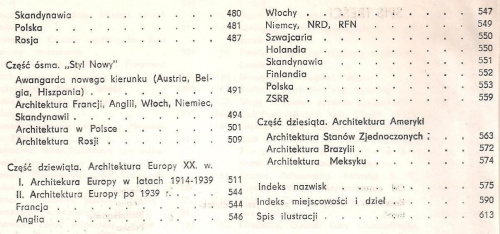 Skandynawia . . . . . . . . 480
Polska . . . . . . . . 481
Rosja . . . . . . . . 487
Część ósma. „Styl Nowy"
Awangarda nowego kierunku (Austria, Bel-
gia, Hiszpania) . . . . . . . 491
Architektura Francji, Anglii, Włoch, Niemiec,
Skandynawii . . . . . . . 494
Architektura w Polsce . . . . . 501
Architektura Rosji . . . . . . 509
Część dziewiąta. Architektura Europy XX. w.
I. Architekura Europy w latach 1914-1939 511
II. Architektura Europy po 1939 r. . . . 544
Francja . . . . . . . . 544
Anglia . . . . . . . . 546
Włochy . . . . . . . . 547
Niemcy, NRD, RFN . . . . . . 549
Szwajcaria . . . . . . . . 550
Holandia . . . . . . . . 550
Skandynawia . . . . . . . 551
Finlandia . . . . . . . . 552
Polska . . . . . . . . 553
ZSRR . . . . . . . . 559
Część dziesiąta. Architektura Ameryki
Architektura Stanów Zjednoczonych . . 563
Architektura Brazylii . . . . . 572
Architektura Meksyku . . . . . 574
Indeks nazwisk . . . . . . . 575
Indeks miejscowości i dzieł . . . . 590
Spis ilustracji . . . . . . . 613